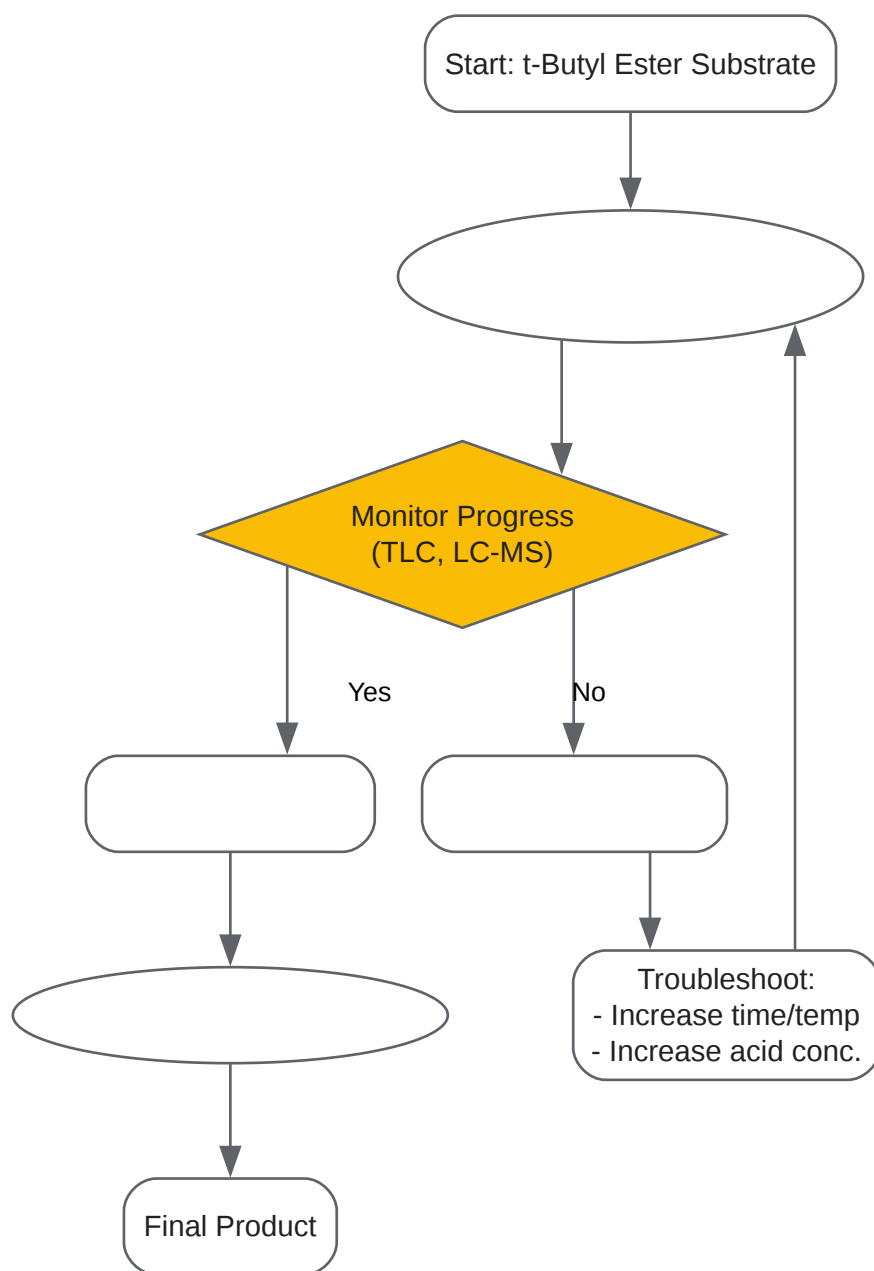 Start: t-Butyl Ester Substrate
Monitor Progress
(TLC, LC-MS)
Yes
No
Troubleshoot:
- Increase time/temp
- Increase acid conc.
Final Product